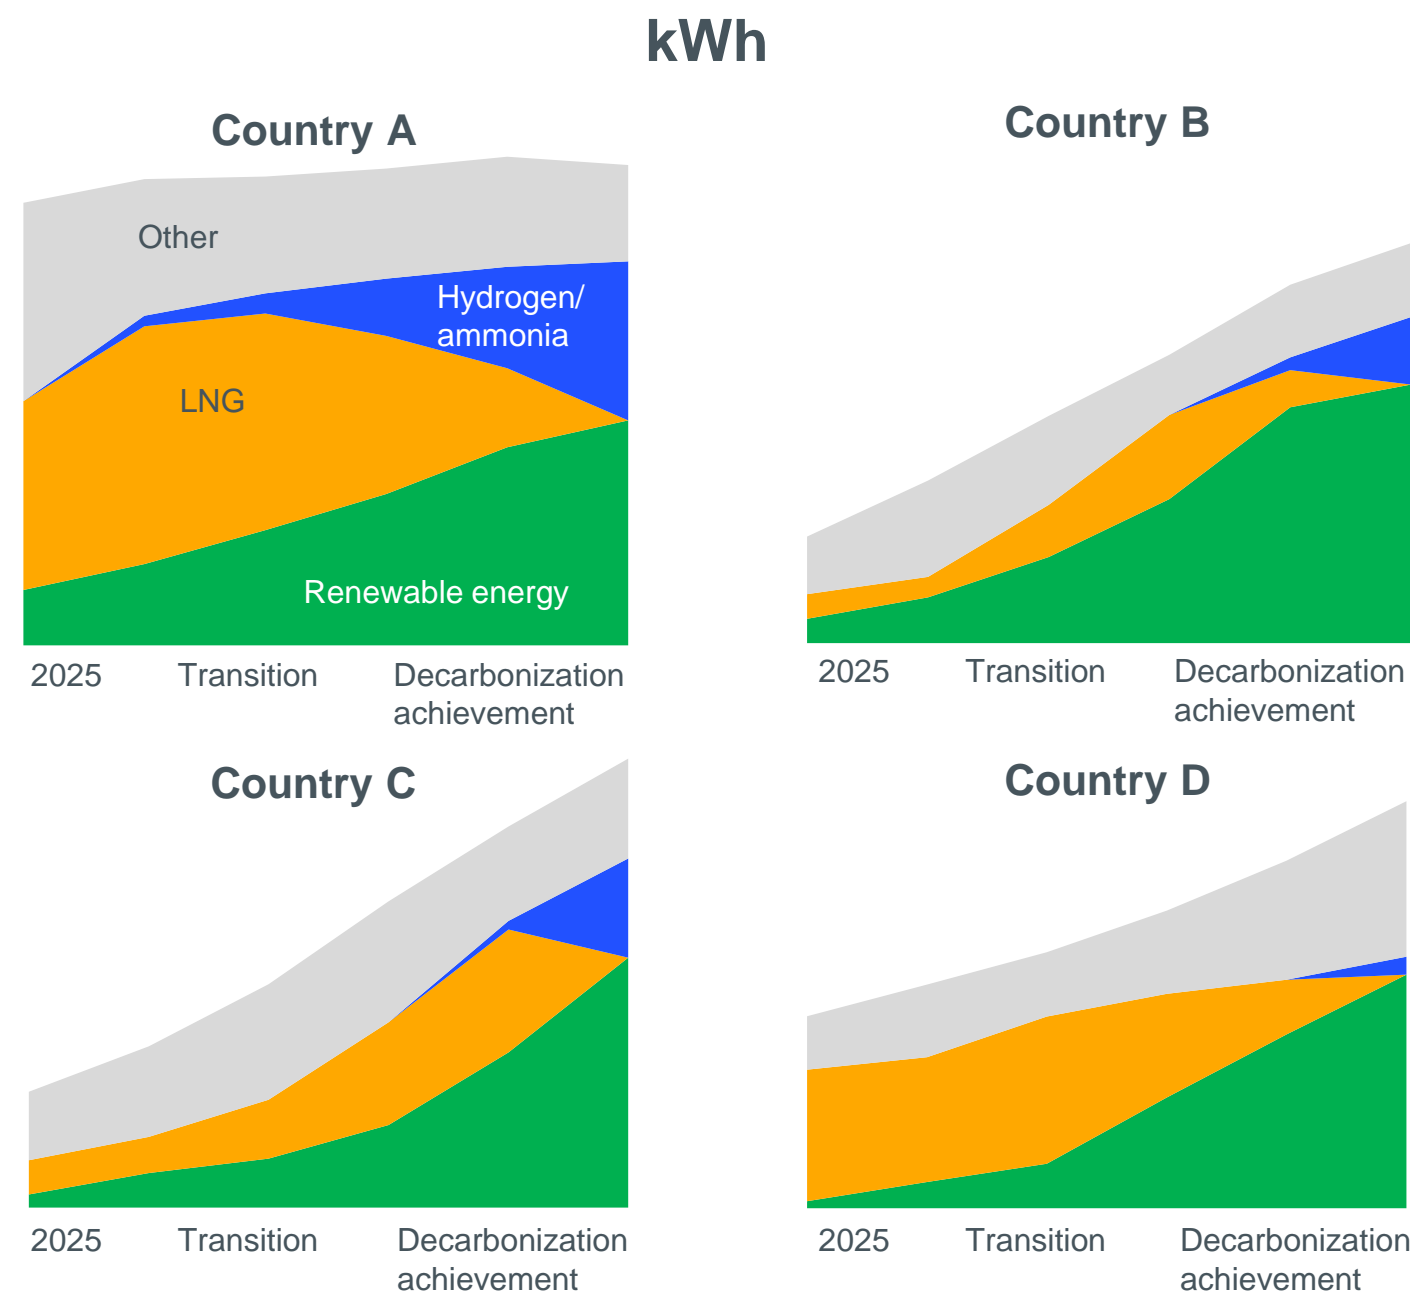 kWh
Country A
Other
Hydrogen/
ammonia
LNG
Renewable energy
2025
Transition
Decarbonization
achievement
Country B
2025
Transition
Decarbonization
achievement
Country C
2025
Transition
Decarbonization
achievement
Country D
2025
Transition
Decarbonization
achievement